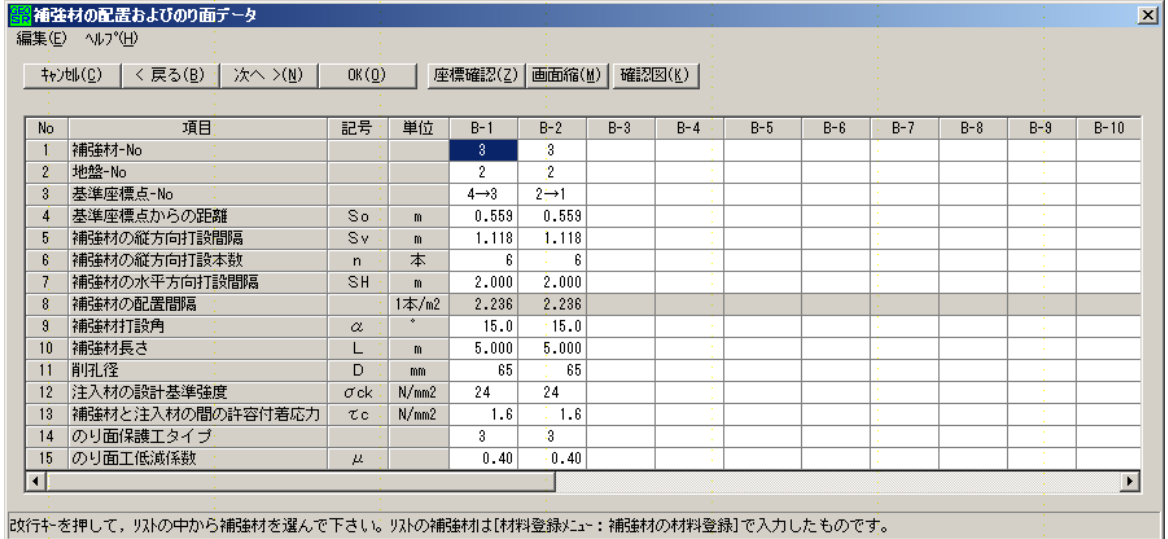 補強材の配置およびのり面データ
編集(E) ﾍﾙﾌﾟ(H)
ｷｬﾝｾﾙ(C) < 戻る(B) 次へ >(N) OK(O) 座標確認(Z) 画面縮(M) 確認図(K)
No 項目 記号 単位 B-1 B-2 B-3 B-4 B-5 B-6 B-7 B-8 B-9 B-10
1 補強材-No 3 3
2 地盤-No 2 2
3 基準座標点-No 4→3 2→1
4 基準座標点からの距離 So m 0.559 0.559
5 補強材の縦方向打設間隔 Sv m 1.118 1.118
6 補強材の縦方向打設本数 n 本 6 6
7 補強材の水平方向打設間隔 SH m 2.000 2.000
8 補強材の配置間隔 1本/m2 2.236 2.236
9 補強材打設角 α ° 15.0 15.0
10 補強材長さ L m 5.000 5.000
11 削孔径 D mm 65 65
12 注入材の設計基準強度 σck N/mm2 24 24
13 補強材と注入材の間の許容付着応力 τc N/mm2 1.6 1.6
14 のり面保護工タイプ 3 3
15 のり面工低減係数 μ 0.40 0.40
改行ｷｰを押して，ﾘｽﾄの中から補強材を選んで下さい。ﾘｽﾄの補強材は[材料登録ﾒﾆｭｰ：補強材の材料登録]で入力したものです。